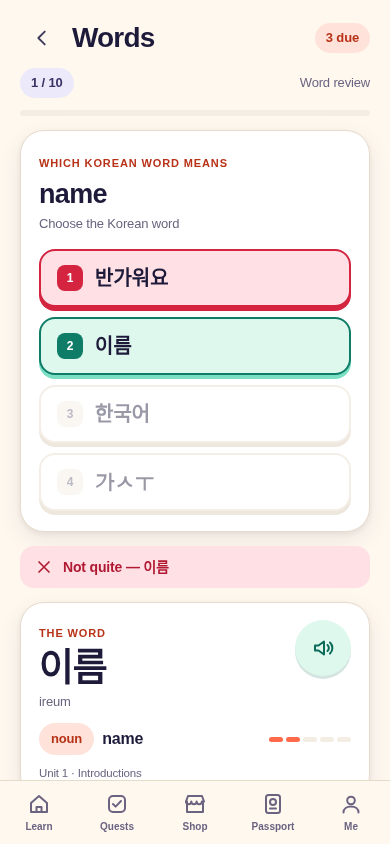 Words
3 due
1 / 10
Word review
WHICH KOREAN WORD MEANS
name
Choose the Korean word
1 반가워요
2 이름
3 한국어
4 가ㅅㅜ
Not quite — 이름
THE WORD
이름
ireum
noun name
Unit 1 · Introductions
Learn Quests Shop Passport Me